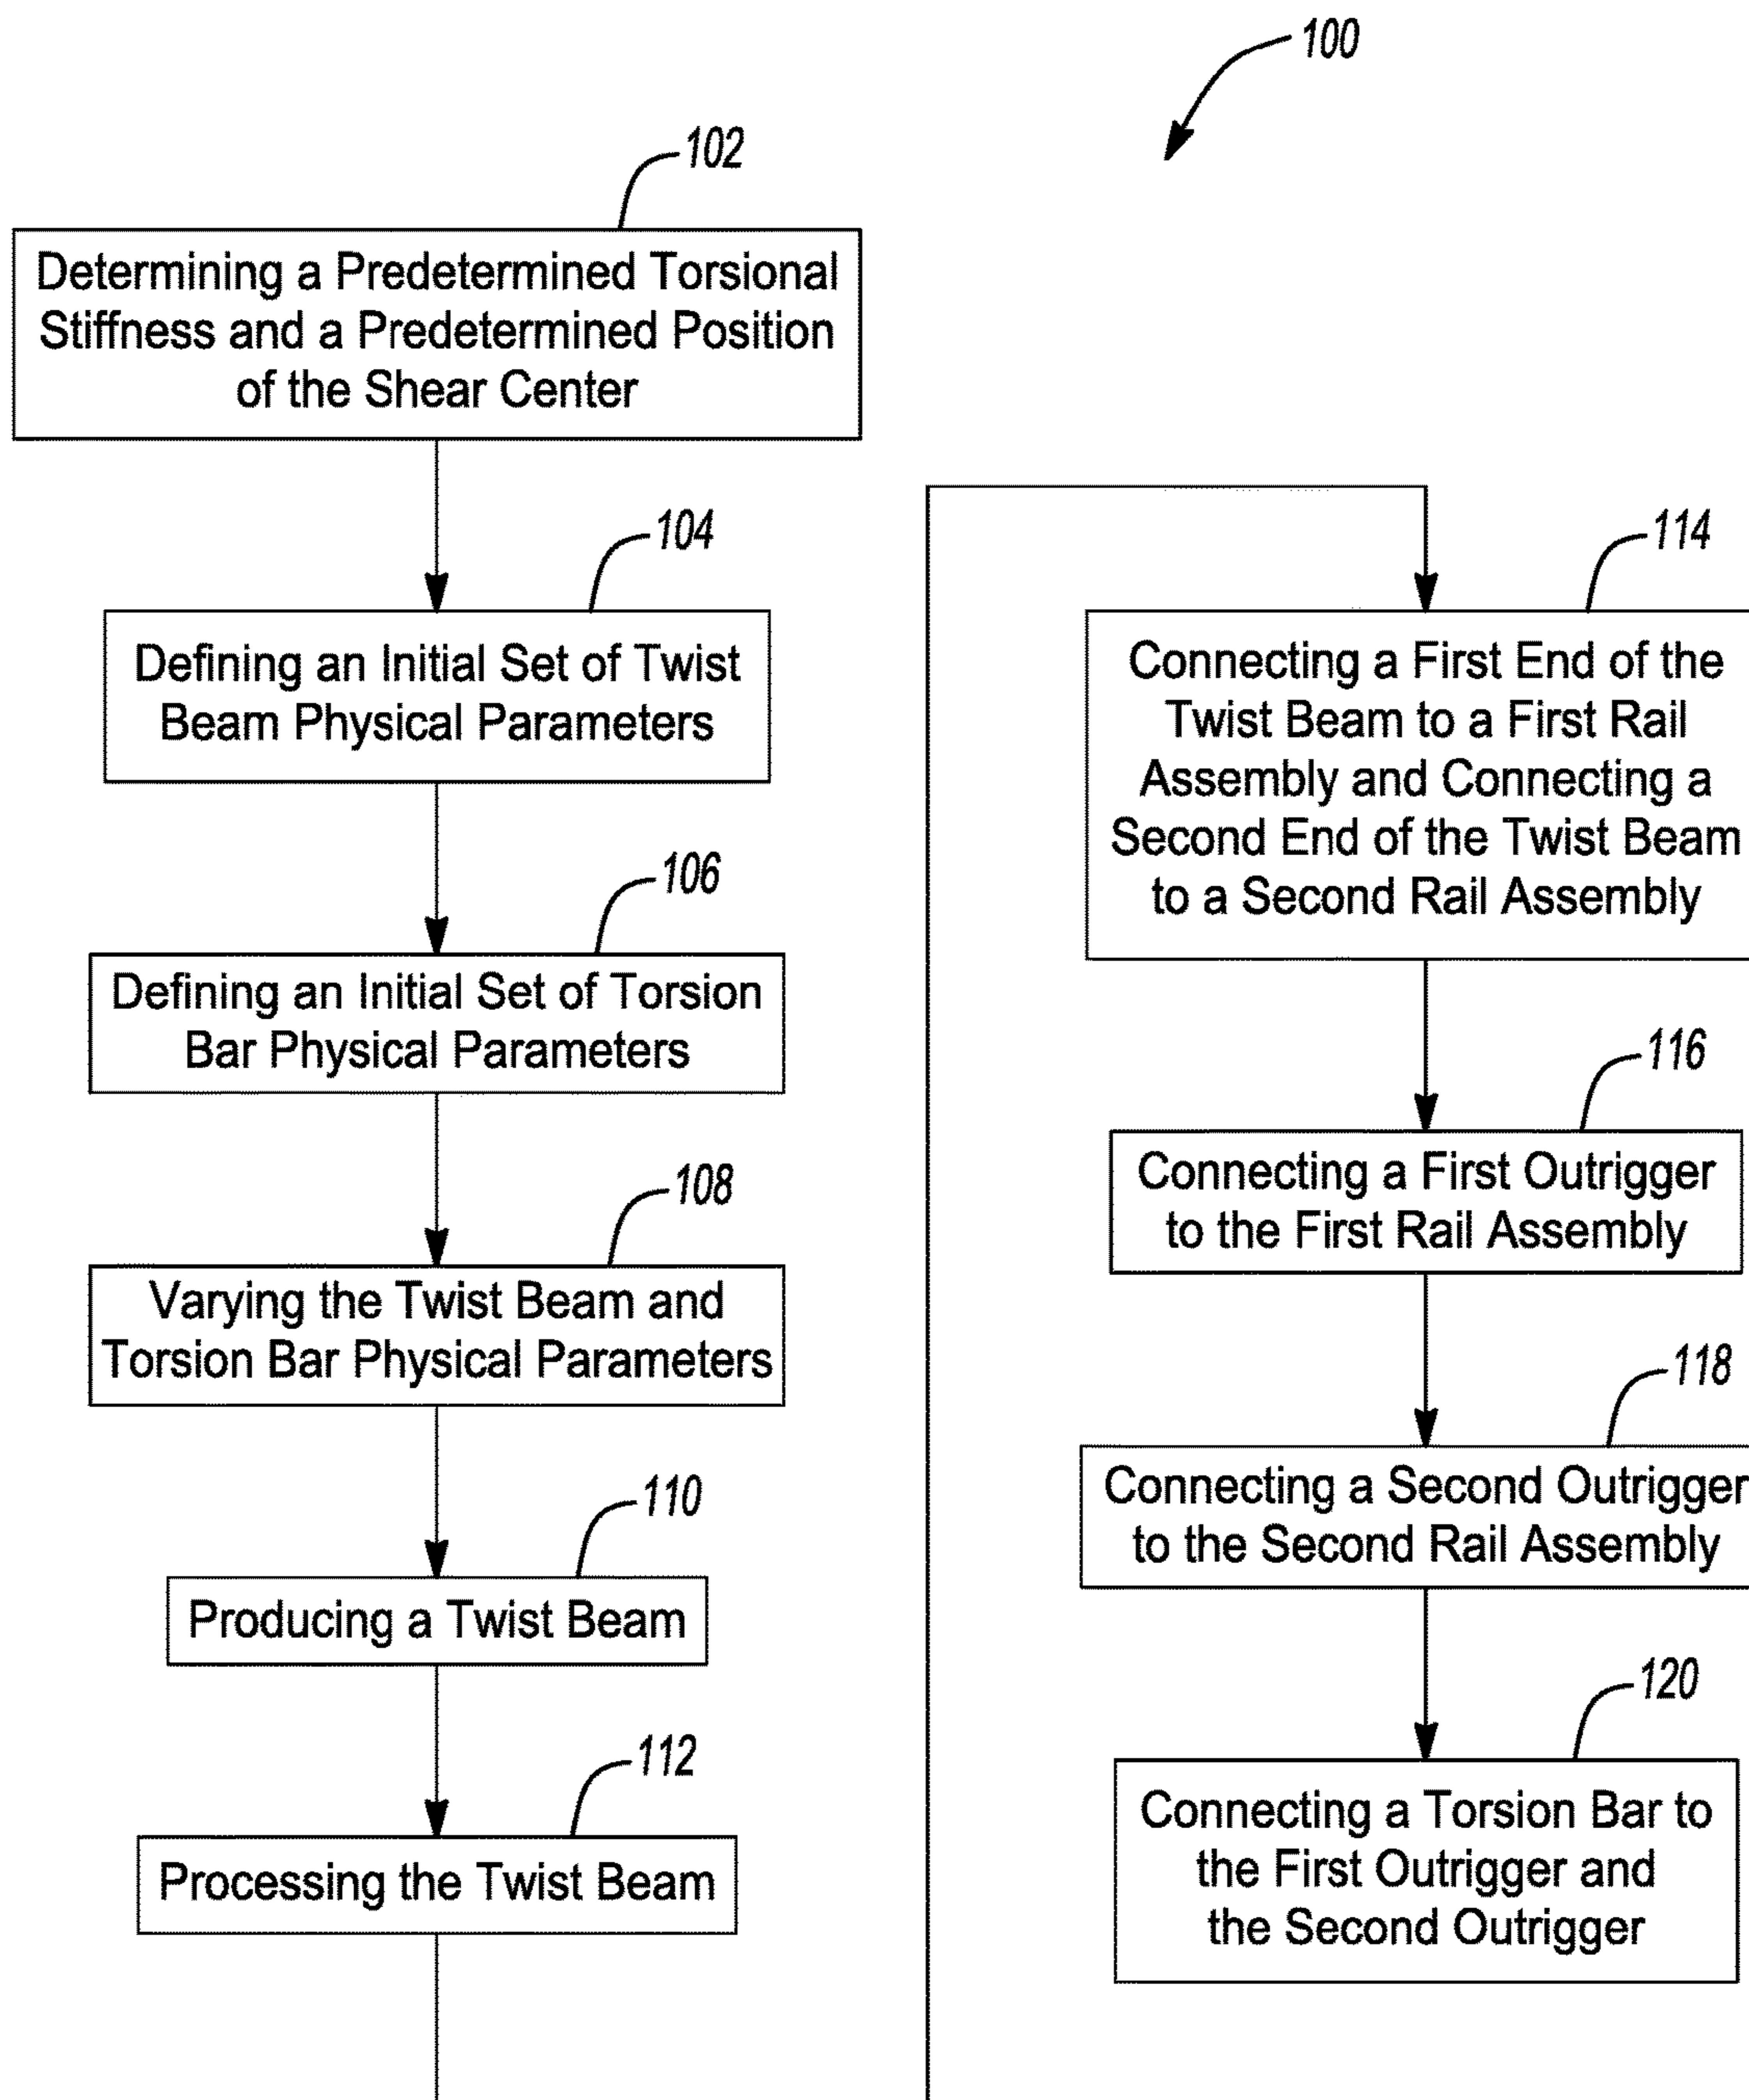 100
102
Determining a Predetermined Torsional
Stiffness and a Predetermined Position
of the Shear Center
104
Defining an Initial Set of Twist
Beam Physical Parameters
106
Defining an Initial Set of Torsion
Bar Physical Parameters
108
Varying the Twist Beam and
Torsion Bar Physical Parameters
110
Producing a Twist Beam
112
Processing the Twist Beam
114
Connecting a First End of the
Twist Beam to a First Rail
Assembly and Connecting a
Second End of the Twist Beam
to a Second Rail Assembly
116
Connecting a First Outrigger
to the First Rail Assembly
118
Connecting a Second Outrigger
to the Second Rail Assembly
120
Connecting a Torsion Bar to
the First Outrigger and
the Second Outrigger